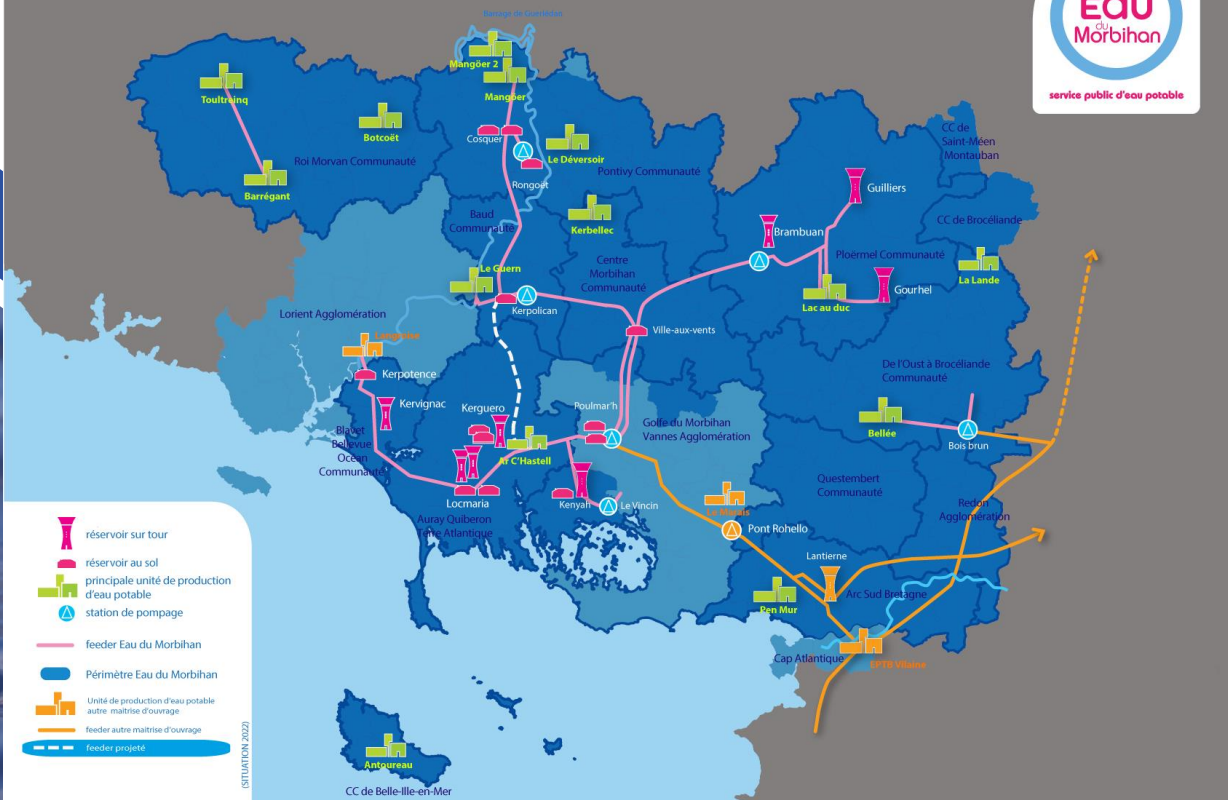 Barrage de Guerlédan
Eau
du
Morbihan
service public d'eau potable
Mangöer 2
Toultreinq
Mangöer
Botcoët
Cosquer
Roi Morvan Communauté
Le Déversoir
Rongoët
Pontivy Communauté
Barrégant
CC de
Saint-Méen
Montauban
Guilliers
Baud
Communauté
Kerbellec
Brambuan
CC de Brocéliande
Ploërmel Communauté
Centre
Morbihan
Communauté
Le Guern
La Lande
Gourhel
Lac au duc
Kerpolican
Lorient Agglomération
Ville-aux-vents
Kerpotence
De l'Oust à Brocéliande
Communauté
Kervignac
Kerguero
Poulmar'h
Golfe du Morbihan
Vannes Agglomération
Bellée
Bois brun
Blavet
Bellevue
Océan
Communauté
Ar C'Hastell
Questembert
Communauté
Locmaria
Kenyah
Le Vincin
Le Marais
Redon
Agglomération
Auray Quiberon
Terre Atlantique
Pont Rohello
Lantierne
Pen Mur
Arc Sud Bretagne
Cap Atlantique
EPTB Vilaine
réservoir sur tour
réservoir au sol
principale unité de production
d'eau potable
station de pompage
feeder Eau du Morbihan
Périmètre Eau du Morbihan
Unité de production d'eau potable
autre maitrise d'ouvrage
feeder autre maitrise d'ouvrage
feeder projeté
(SITUATION 2022)
Antoureau
CC de Belle-Ille-en-Mer